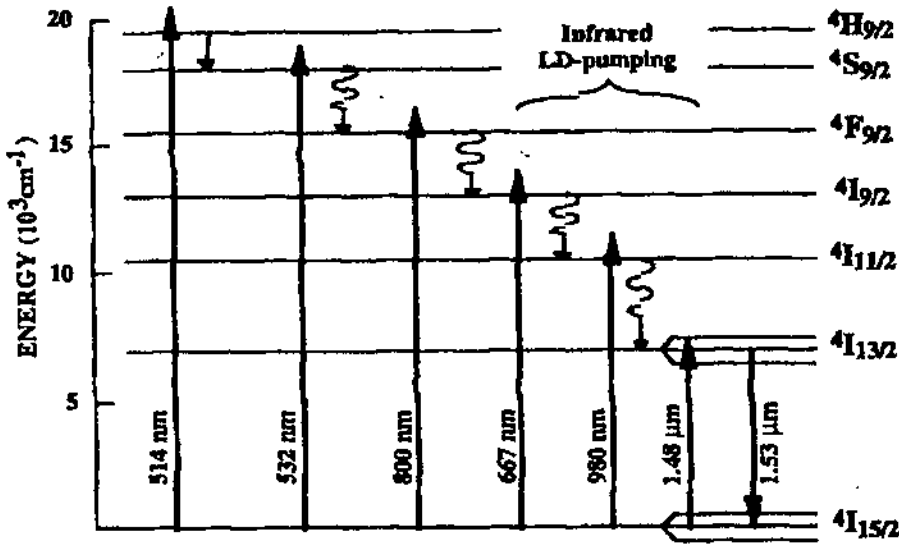 20
15
10
5
ENERGY (10³cm⁻¹)
Infrared
LD-pumping
⁴H9/2
⁴S9/2
⁴F9/2
⁴I9/2
⁴I11/2
⁴I13/2
⁴I15/2
514 nm
532 nm
800 nm
667 nm
980 nm
1.48 μm
1.53 μm